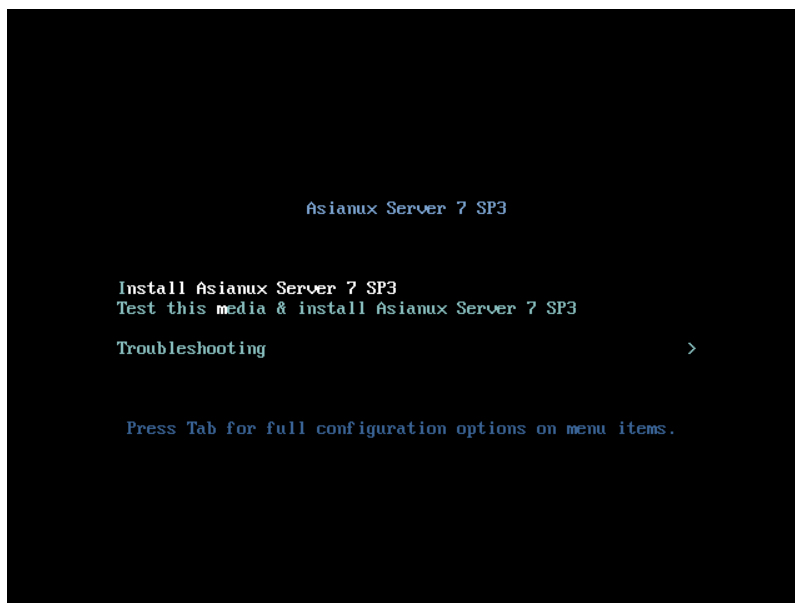 Asianux Server 7 SP3
Install Asianux Server 7 SP3
Test this media & install Asianux Server 7 SP3
Troubleshooting >
Press Tab for full configuration options on menu items.